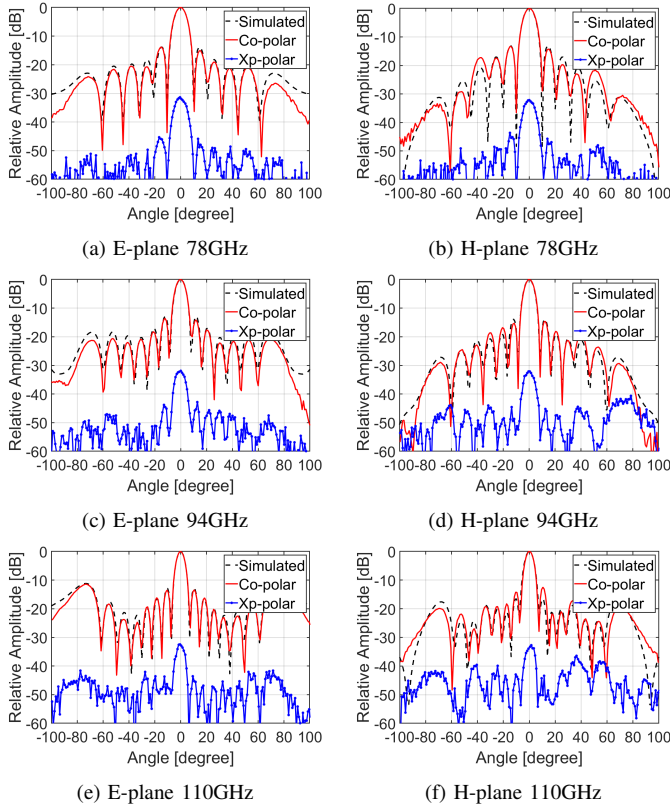 0
-10
-20
-30
-40
-50
-60
Relative Amplitude [dB]
Simulated
Co-polar
Xp-polar
-100 -80 -60 -40 -20 0 20 40 60 80 100
Angle [degree]
(a) E-plane 78GHz
0
-10
-20
-30
-40
-50
-60
Relative Amplitude [dB]
Simulated
Co-polar
Xp-polar
-100 -80 -60 -40 -20 0 20 40 60 80 100
Angle [degree]
(b) H-plane 78GHz
0
-10
-20
-30
-40
-50
-60
Relative Amplitude [dB]
Simulated
Co-polar
Xp-polar
-100 -80 -60 -40 -20 0 20 40 60 80 100
Angle [degree]
(c) E-plane 94GHz
0
-10
-20
-30
-40
-50
-60
Relative Amplitude [dB]
Simulated
Co-polar
Xp-polar
-100 -80 -60 -40 -20 0 20 40 60 80 100
Angle [degree]
(d) H-plane 94GHz
0
-10
-20
-30
-40
-50
-60
Relative Amplitude [dB]
Simulated
Co-polar
Xp-polar
-100 -80 -60 -40 -20 0 20 40 60 80 100
Angle [degree]
(e) E-plane 110GHz
0
-10
-20
-30
-40
-50
-60
Relative Amplitude [dB]
Simulated
Co-polar
Xp-polar
-100 -80 -60 -40 -20 0 20 40 60 80 100
Angle [degree]
(f) H-plane 110GHz